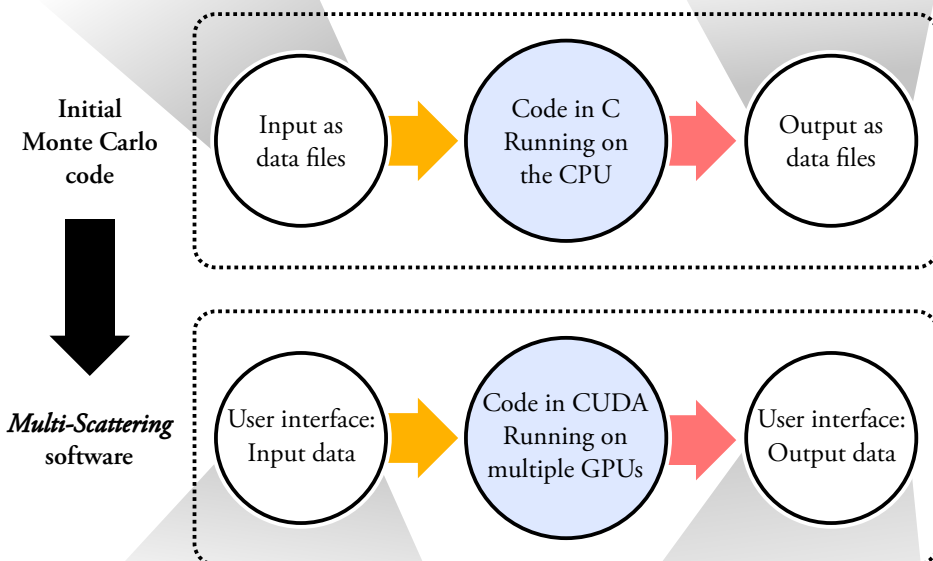 Initial
Monte Carlo
code
Input as
data files
Code in C
Running on
the CPU
Output as
data files
Multi-Scattering
software
User interface:
Input data
Code in CUDA
Running on
multiple GPUs
User interface:
Output data